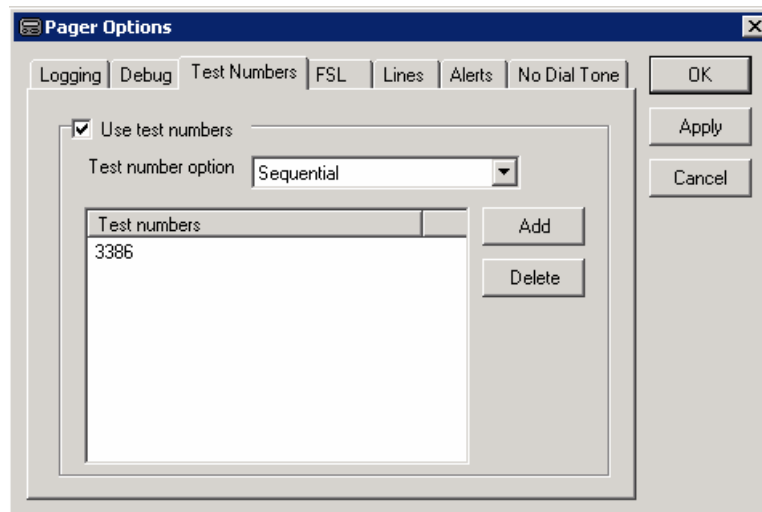 Pager Options
Logging Debug Test Numbers FSL Lines Alerts No Dial Tone OK
Use test numbers Apply
Test number option Sequential Cancel
Test numbers Add
3386
Delete